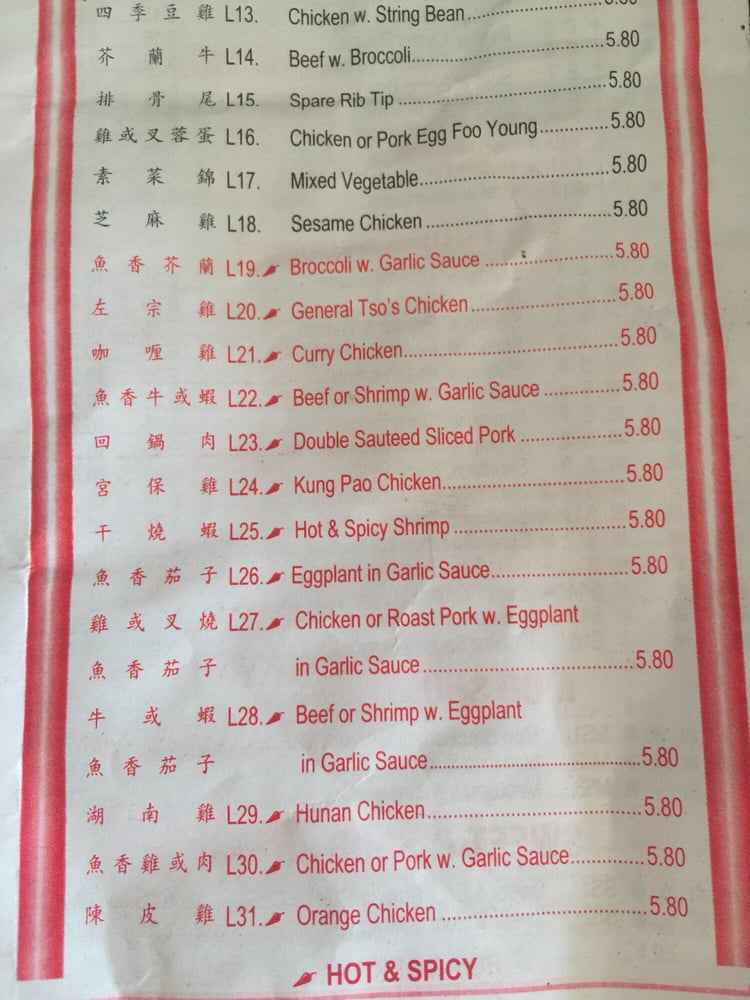 四季豆雞 L13. Chicken w. String Bean
芥蘭牛 L14. Beef w. Broccoli 5.80
排骨尾 L15. Spare Rib Tip 5.80
雞或叉蓉蛋 L16. Chicken or Pork Egg Foo Young 5.80
素菜錦 L17. Mixed Vegetable 5.80
芝麻雞 L18. Sesame Chicken 5.80
魚香芥蘭 L19. Broccoli w. Garlic Sauce 5.80
左宗雞 L20. General Tso's Chicken 5.80
咖喱雞 L21. Curry Chicken 5.80
魚香牛或蝦 L22. Beef or Shrimp w. Garlic Sauce 5.80
回鍋肉 L23. Double Sauteed Sliced Pork 5.80
宮保雞 L24. Kung Pao Chicken 5.80
干燒蝦 L25. Hot & Spicy Shrimp 5.80
魚香茄子 L26. Eggplant in Garlic Sauce 5.80
雞或叉燒 L27. Chicken or Roast Pork w. Eggplant
魚香茄子 in Garlic Sauce 5.80
牛或蝦 L28. Beef or Shrimp w. Eggplant
魚香茄子 in Garlic Sauce 5.80
湖南雞 L29. Hunan Chicken 5.80
魚香雞或肉 L30. Chicken or Pork w. Garlic Sauce 5.80
陳皮雞 L31. Orange Chicken 5.80
HOT & SPICY